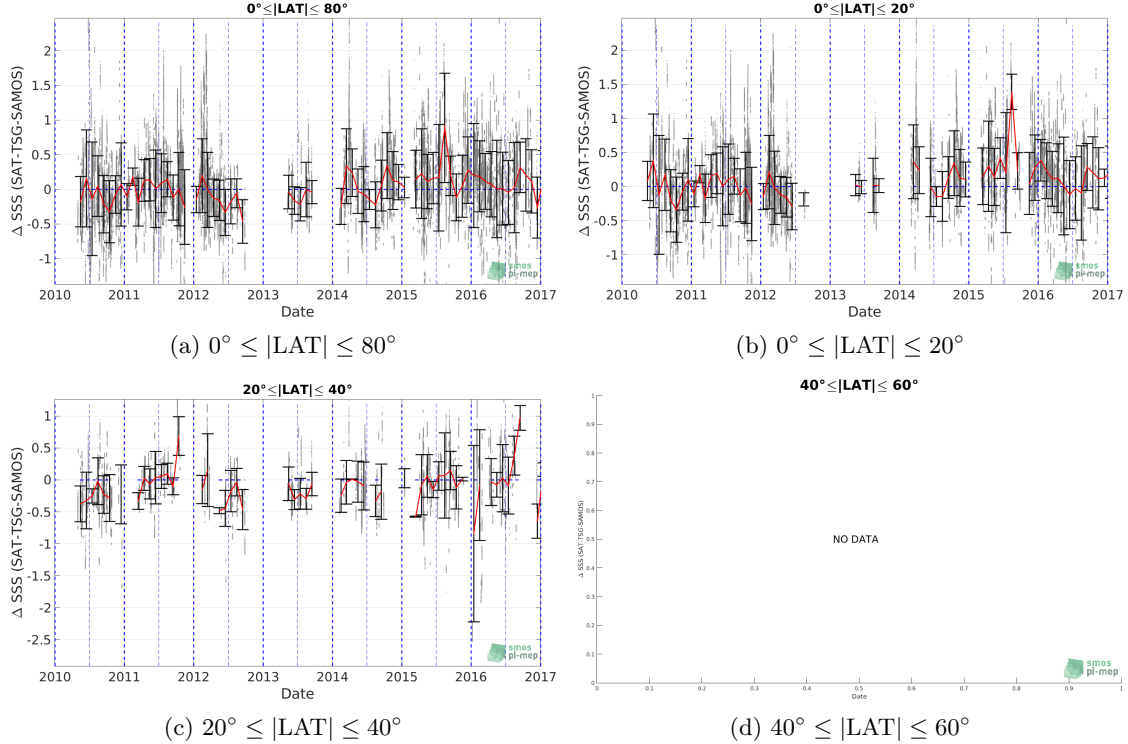 0°≤|LAT|≤ 80°
Δ SSS (SAT-TSG-SAMOS)
2
1.5
1
0.5
0
-0.5
-1
2010 2011 2012 2013 2014 2015 2016 2017
Date
smos
pi-mep
(a) 0° ≤ |LAT| ≤ 80°
0°≤|LAT|≤ 20°
Δ SSS (SAT-TSG-SAMOS)
2
1.5
1
0.5
0
-0.5
-1
2010 2011 2012 2013 2014 2015 2016 2017
Date
smos
pi-mep
(b) 0° ≤ |LAT| ≤ 20°
20°≤|LAT|≤ 40°
Δ SSS (SAT-TSG-SAMOS)
1
0.5
0
-0.5
-1
-1.5
-2
-2.5
2010 2011 2012 2013 2014 2015 2016 2017
Date
smos
pi-mep
(c) 20° ≤ |LAT| ≤ 40°
40°≤|LAT|≤ 60°
Δ SSS (SAT-TSG-SAMOS)
1
0.9
0.8
0.7
0.6
0.5
0.4
0.3
0.2
0.1
0
NO DATA
0 0.1 0.2 0.3 0.4 0.5 0.6 0.7 0.8 0.9 1
Date
smos
pi-mep
(d) 40° ≤ |LAT| ≤ 60°